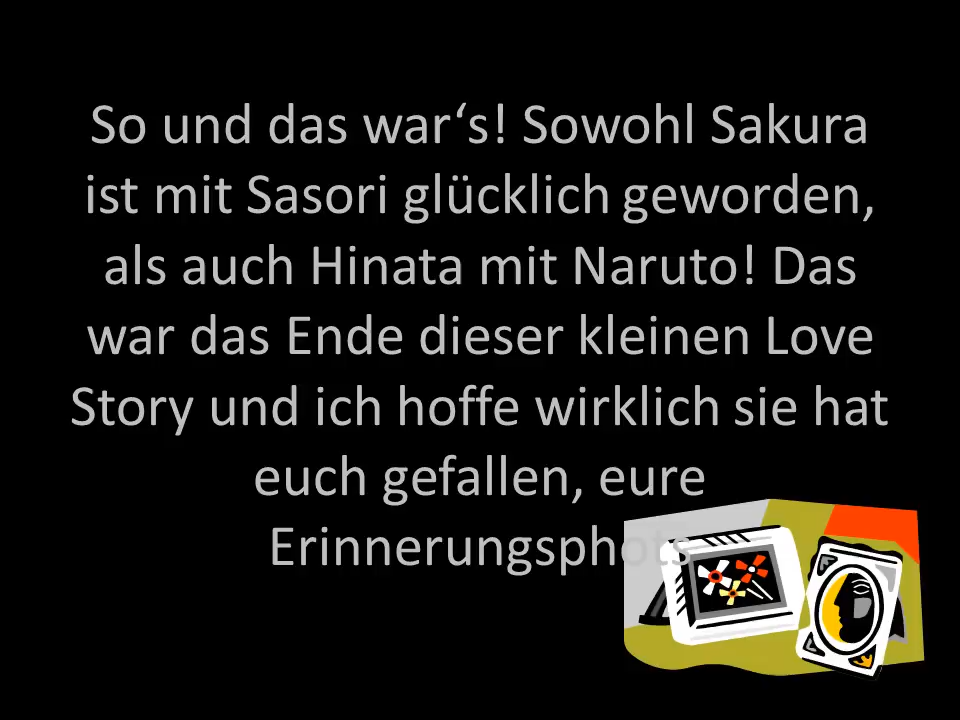 So und das war‘s! Sowohl Sakura
ist mit Sasori glücklich geworden,
als auch Hinata mit Naruto! Das
war das Ende dieser kleinen Love
Story und ich hoffe wirklich sie hat
euch gefallen, eure
Erinnerungsphots